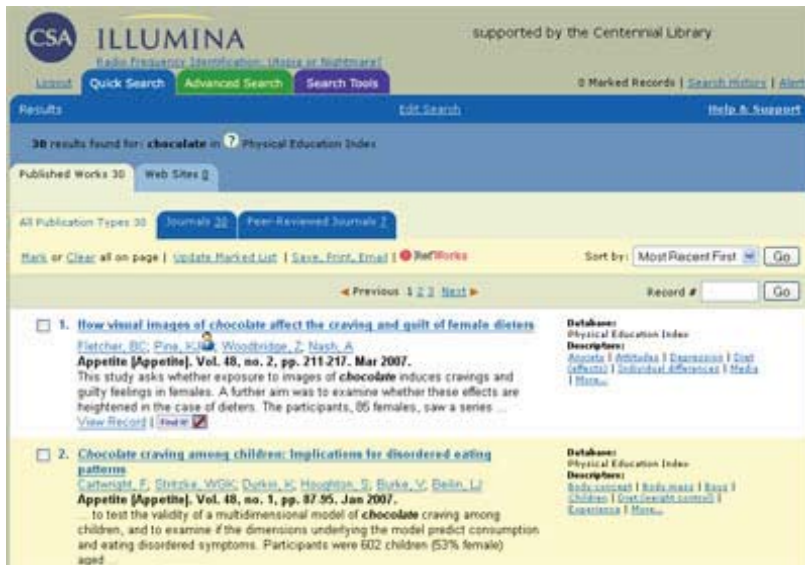 CSA ILLUMINA
supported by the Centennial Library
Radio Frequency Identification: Utopia or Nightmare?
Logout Quick Search Advanced Search Search Tools
0 Marked Records | Search History | Alert
Results Edit Search Help & Support
30 results found for: chocolate in ? Physical Education Index
Published Works 30 Web Sites 0
All Publication Types 30 Journals 30 Peer-Reviewed Journals 7
Mark or Clear all on page | Update Marked List | Save, Print, Email | RefWorks Sort by: Most Recent First Go
Previous 1 2 3 Next Record # Go
1. How visual images of chocolate affect the craving and guilt of female dieters
Fletcher, BC; Pine, KJ; Woodbridge, Z; Nash, A
Appetite [Appetite]. Vol. 48, no. 2, pp. 211-217. Mar 2007.
This study asks whether exposure to images of chocolate induces cravings and
guilty feelings in females. A further aim was to examine whether these effects are
heightened in the case of dieters. The participants, 85 females, saw a series ...
View Record | Find It!
Database:
Physical Education Index
Descriptors:
Anxiety | Attitudes | Depression | Diet
(effects) | Individual differences | Media
| More...
2. Chocolate craving among children: Implications for disordered eating
patterns
Cartwright, F; Stritzke, WGK; Durkin, K; Houghton, S; Burke, V; Beilin, LJ
Appetite [Appetite]. Vol. 48, no. 1, pp. 87-95. Jan 2007.
... to test the validity of a multidimensional model of chocolate craving among
children, and to examine if the dimensions underlying the model predict consumption
and eating disordered symptoms. Participants were 602 children (53% female)
aged ...
Database:
Physical Education Index
Descriptors:
Body concept | Body mass | Boys |
Children | Diet (weight control) |
Experience | More...